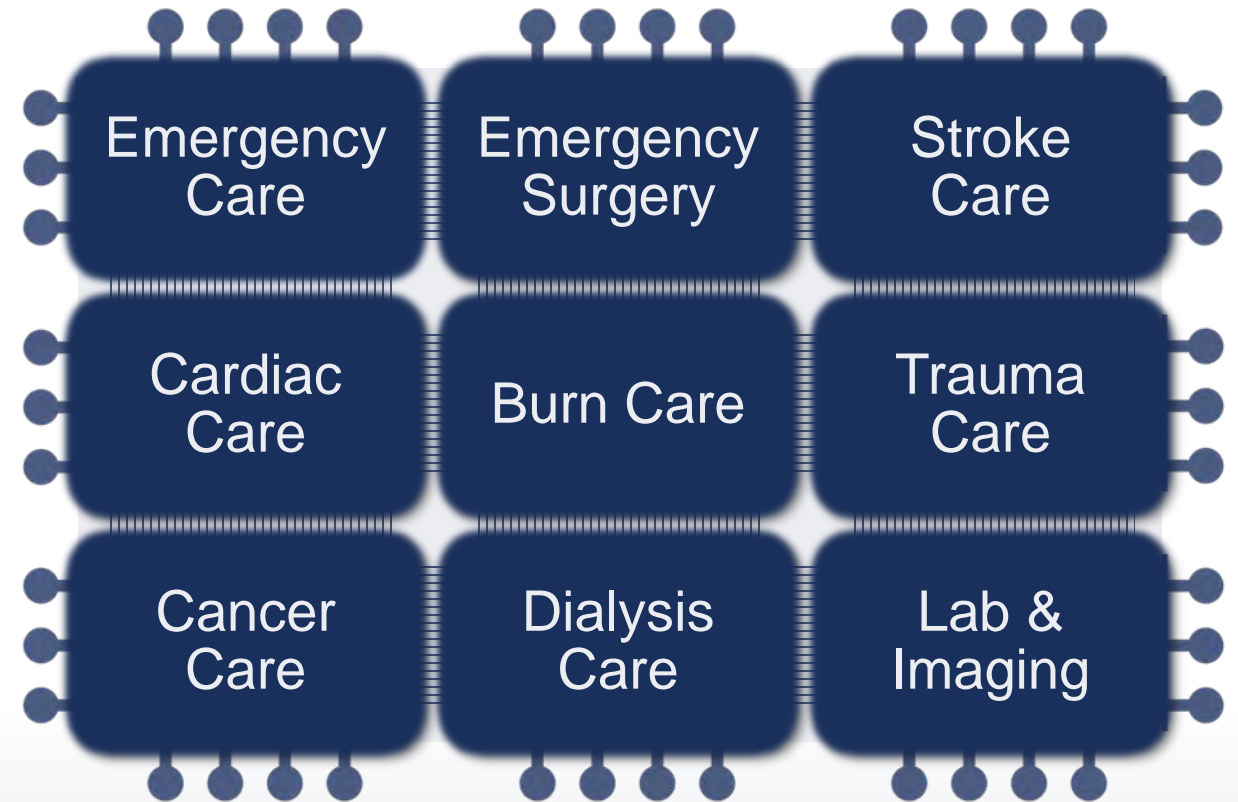 Emergency
Care
Emergency
Surgery
Stroke
Care
Cardiac
Care
Burn Care
Trauma
Care
Cancer
Care
Dialysis
Care
Lab &
Imaging